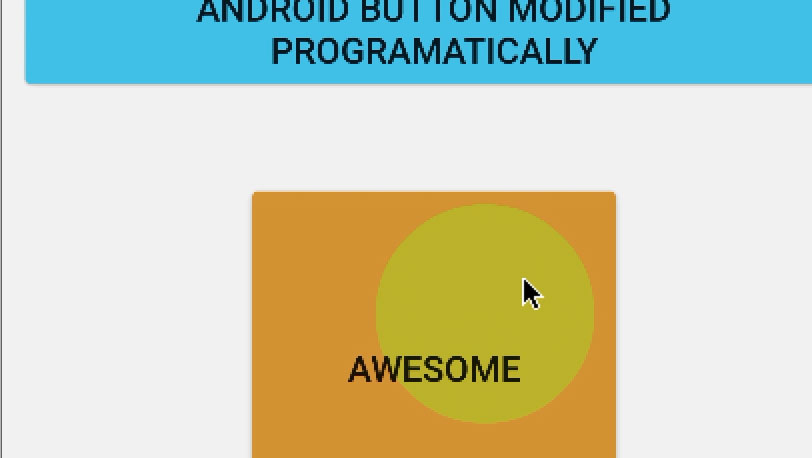 ANDROID BUTTON MODIFIED
PROGRAMATICALLY
AWESOME